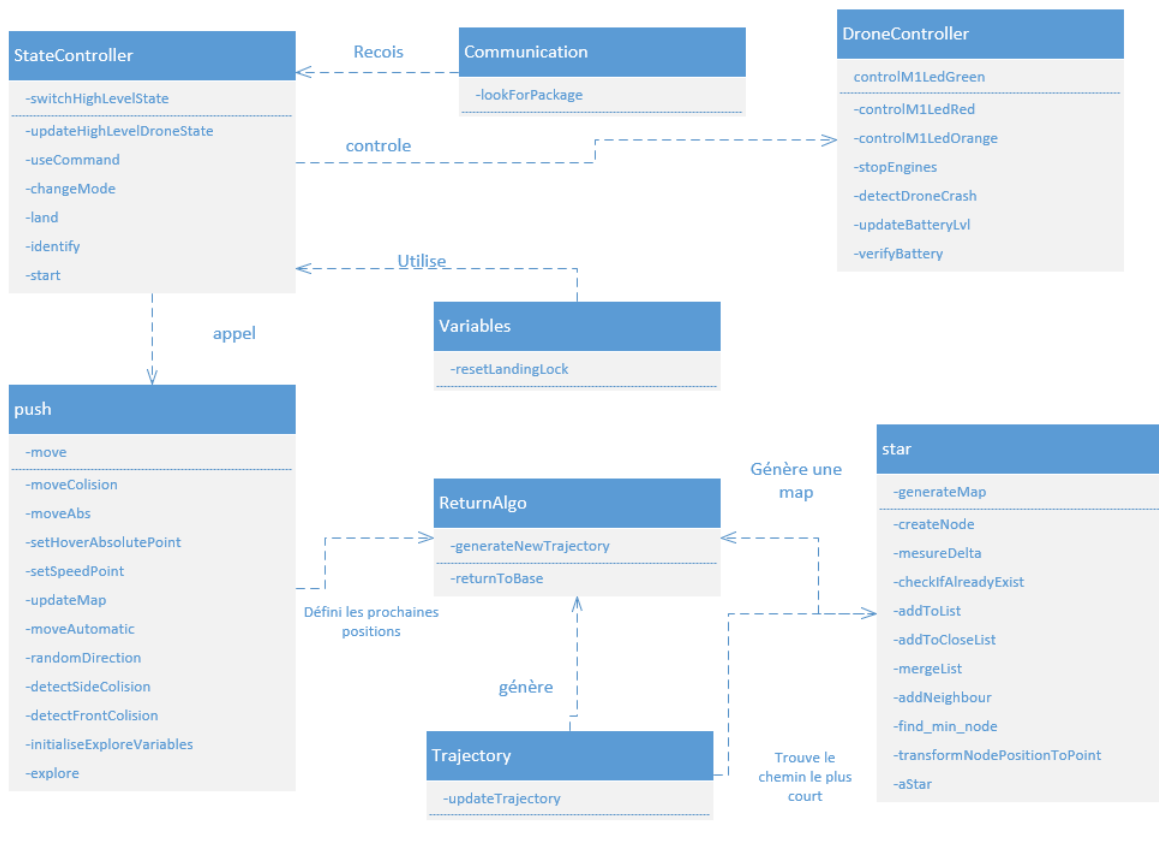 StateController
-switchHighLevelState
-updateHighLevelDroneState
-useCommand
-changeMode
-land
-identify
-start
Recois
Communication
-lookForPackage
controle
DroneController
controlM1LedGreen
-controlM1LedRed
-controlM1LedOrange
-stopEngines
-detectDroneCrash
-updateBatteryLvl
-verifyBattery
Utilise
Variables
-resetLandingLock
appel
push
-move
-moveColision
-moveAbs
-setHoverAbsolutePoint
-setSpeedPoint
-updateMap
-moveAutomatic
-randomDirection
-detectSideColision
-detectFrontColision
-initialiseExploreVariables
-explore
Défini les prochaines
positions
ReturnAlgo
-generateNewTrajectory
-returnToBase
génère
Trajectory
-updateTrajectory
Génère une
map
Trouve le
chemin le plus
court
star
-generateMap
-createNode
-mesureDelta
-checkIfAlreadyExist
-addToList
-addToCloseList
-mergeList
-addNeighbour
-find_min_node
-transformNodePositionToPoint
-aStar